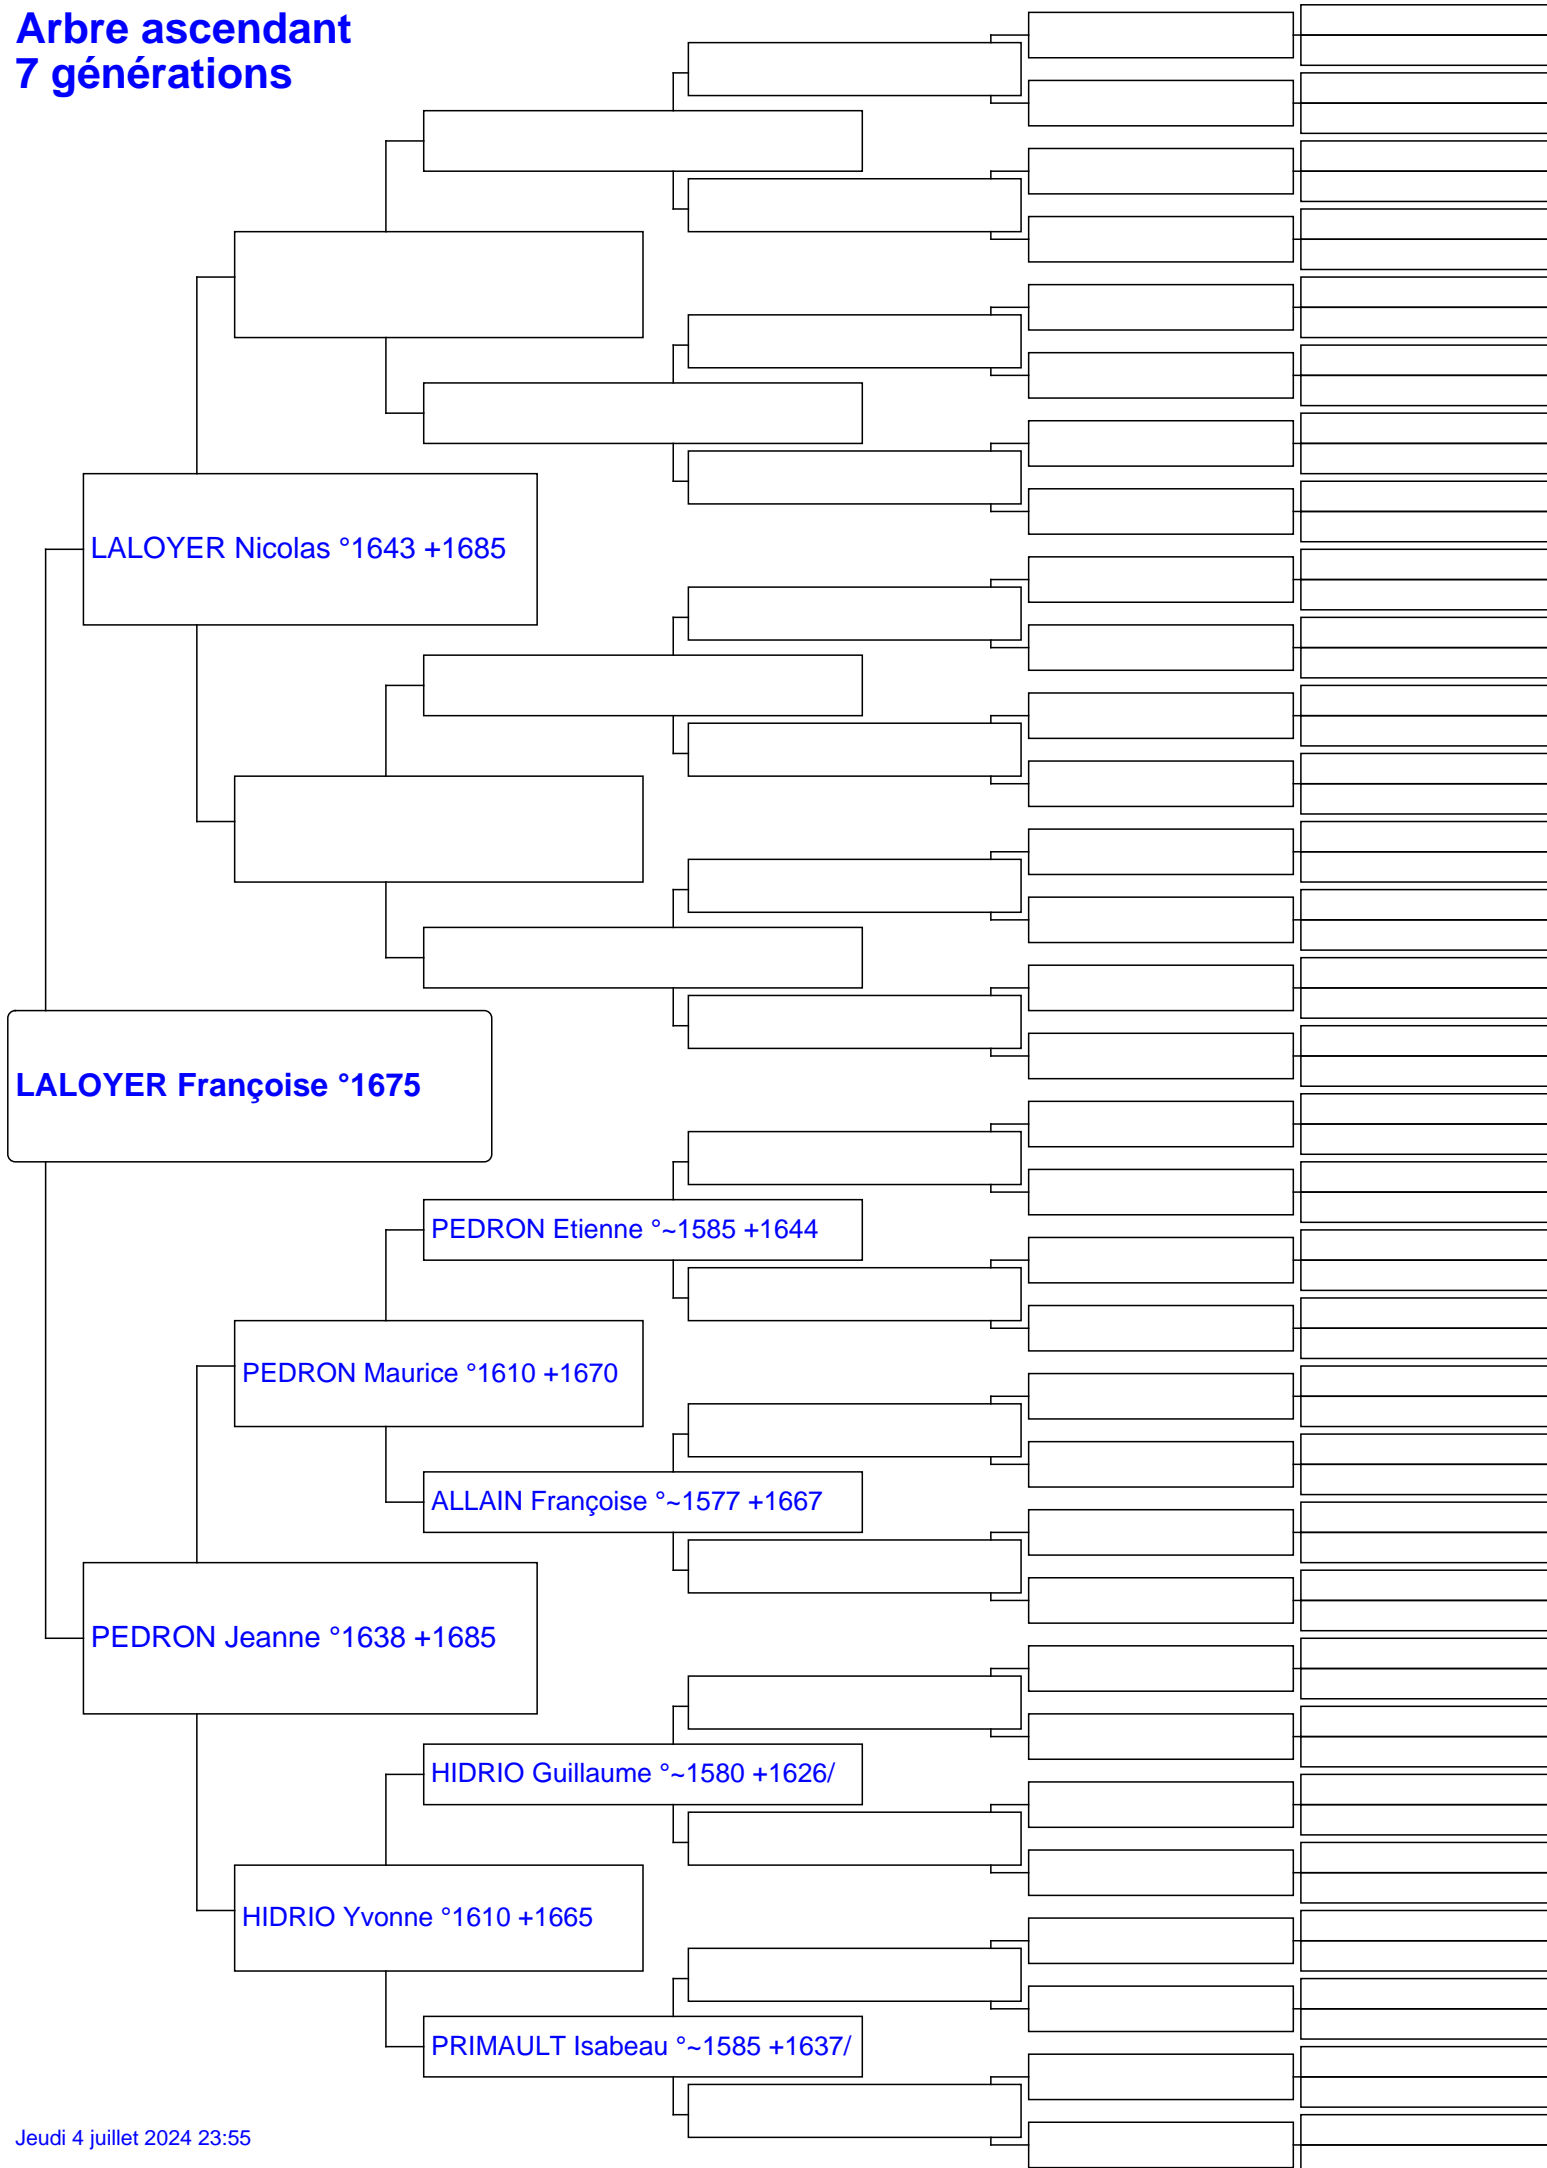 Arbre ascendant
7 générations
LALOYER Nicolas °1643 +1685
LALOYER Françoise °1675
PEDRON Etienne °~1585 +1644
PEDRON Maurice °1610 +1670
ALLAIN Françoise °~1577 +1667
PEDRON Jeanne °1638 +1685
HIDRIO Guillaume °~1580 +1626/
HIDRIO Yvonne °1610 +1665
PRIMAULT Isabeau °~1585 +1637/
Jeudi 4 juillet 2024 23:55